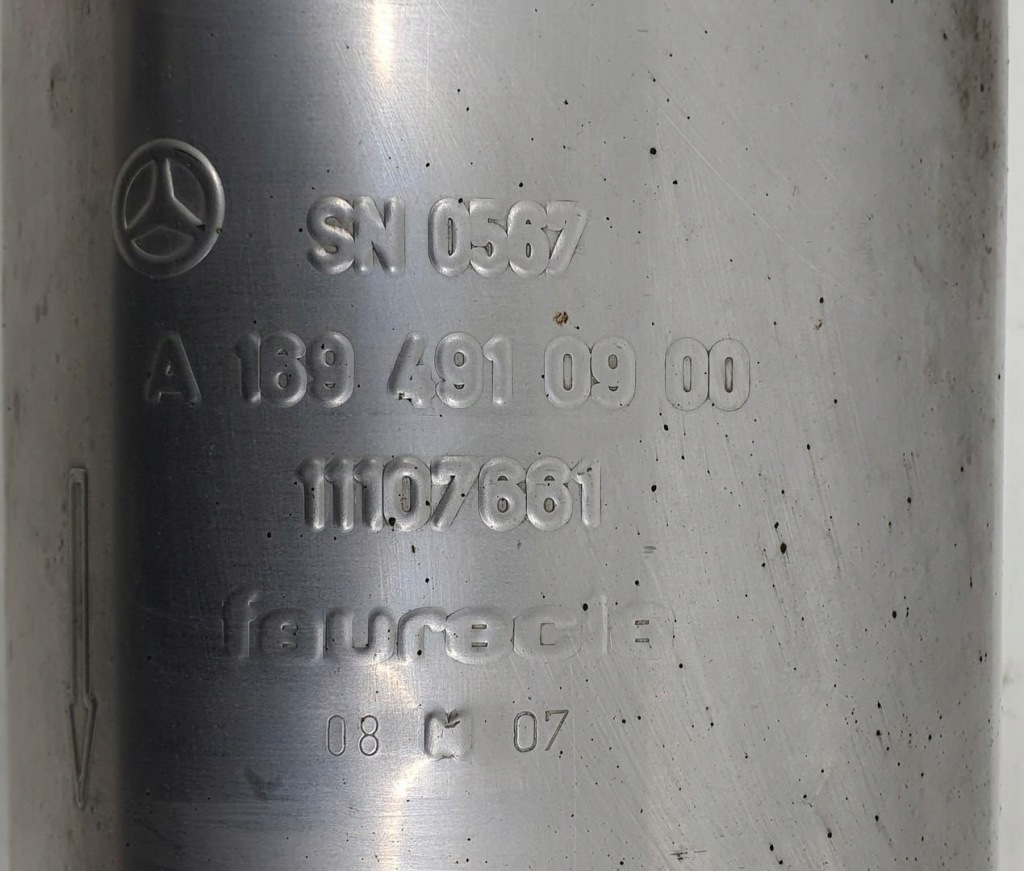 SN 0567
A 169 491 09 00
11107661
faurecia
08 M 07